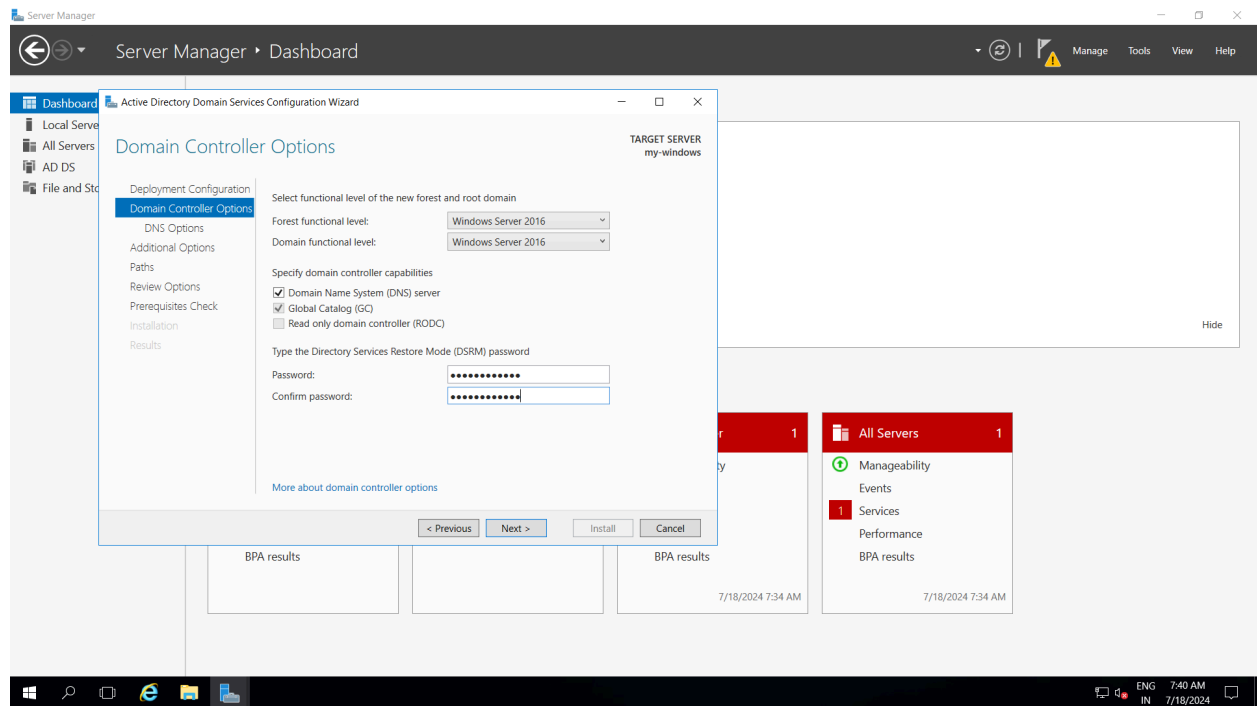 Server Manager
Server Manager • Dashboard
Manage Tools View Help
Dashboard
Local Serve
All Servers
AD DS
File and Sto
Active Directory Domain Services Configuration Wizard
Domain Controller Options
TARGET SERVER
my-windows
Deployment Configuration
Domain Controller Options
DNS Options
Additional Options
Paths
Review Options
Prerequisites Check
Installation
Results
Select functional level of the new forest and root domain
Forest functional level: Windows Server 2016
Domain functional level: Windows Server 2016
Specify domain controller capabilities
Domain Name System (DNS) server
Global Catalog (GC)
Read only domain controller (RODC)
Type the Directory Services Restore Mode (DSRM) password
Password: ●●●●●●●●●●●●
Confirm password: ●●●●●●●●●●●●
More about domain controller options
< Previous Next > Install Cancel
Hide
r 1
ty
BPA results
BPA results
7/18/2024 7:34 AM
All Servers 1
Manageability
Events
1 Services
Performance
BPA results
7/18/2024 7:34 AM
ENG 7:40 AM
IN 7/18/2024